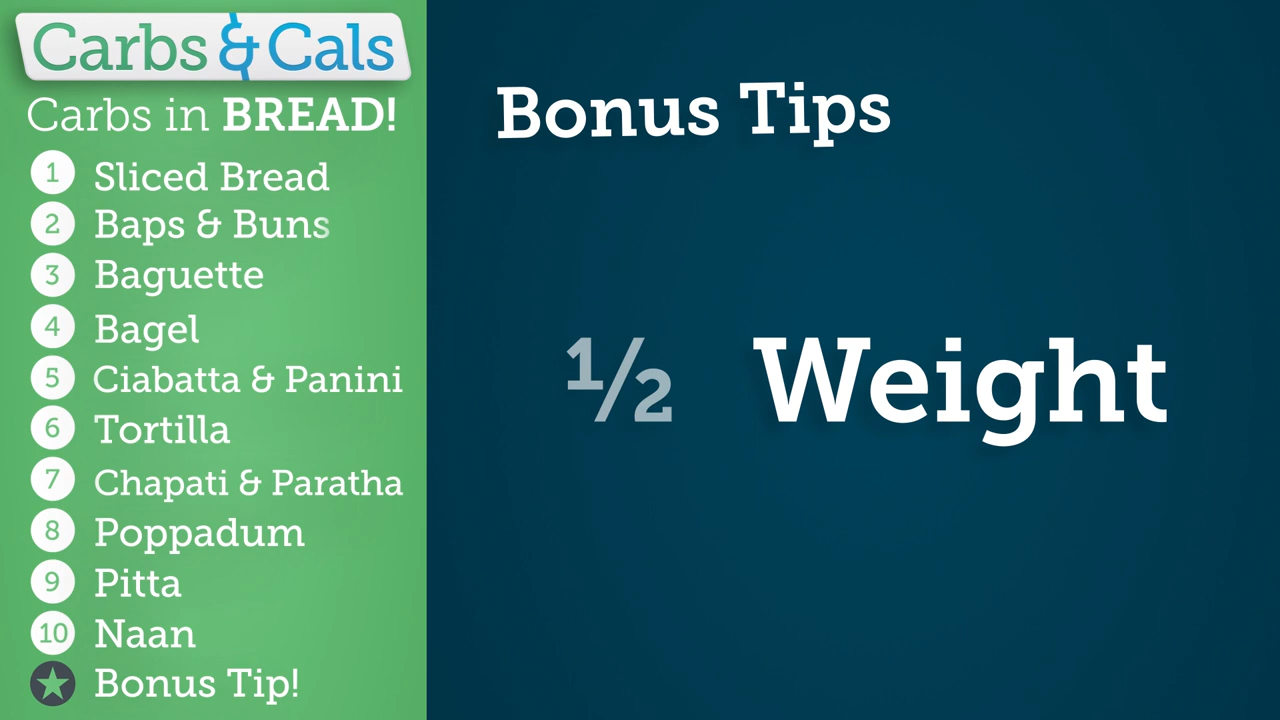 Carbs & Cals
Carbs in BREAD!
1 Sliced Bread
2 Baps & Buns
3 Baguette
4 Bagel
5 Ciabatta & Panini
6 Tortilla
7 Chapati & Paratha
8 Poppadum
9 Pitta
10 Naan
Bonus Tip!
Bonus Tips
½ Weight